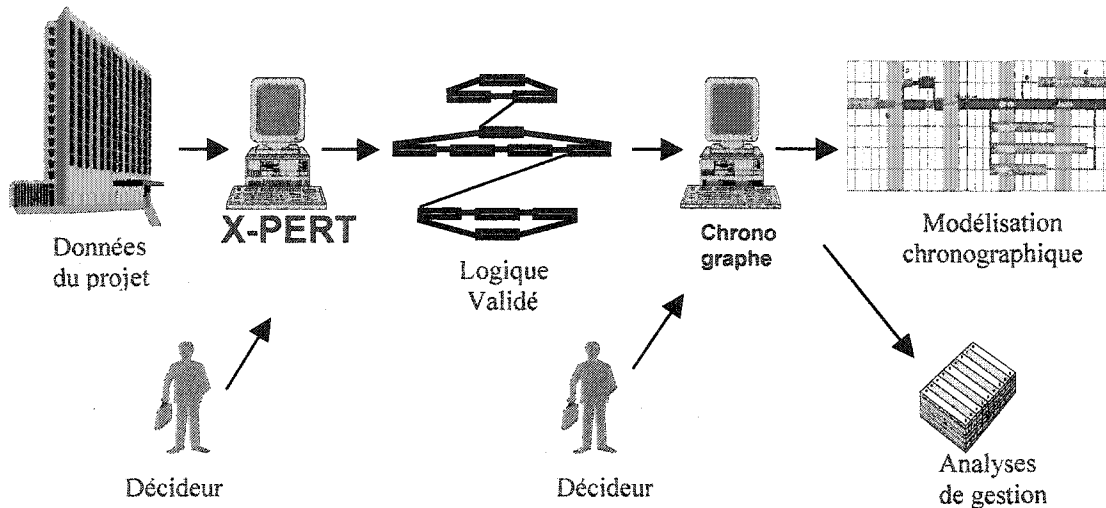 Données
du projet
X-PERT
Logique
Validé
Chrono
graphe
Modélisation
chronographique
Décideur
Décideur
Analyses
de gestion